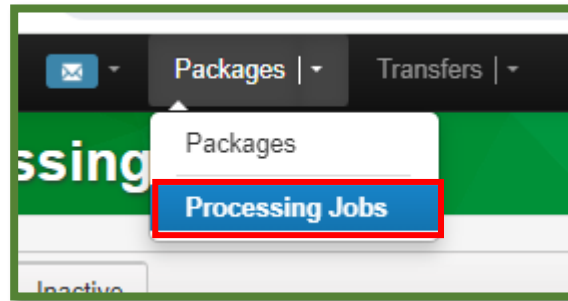 Packages | Transfers |
Packages
ssing
Processing Jobs
Inactive